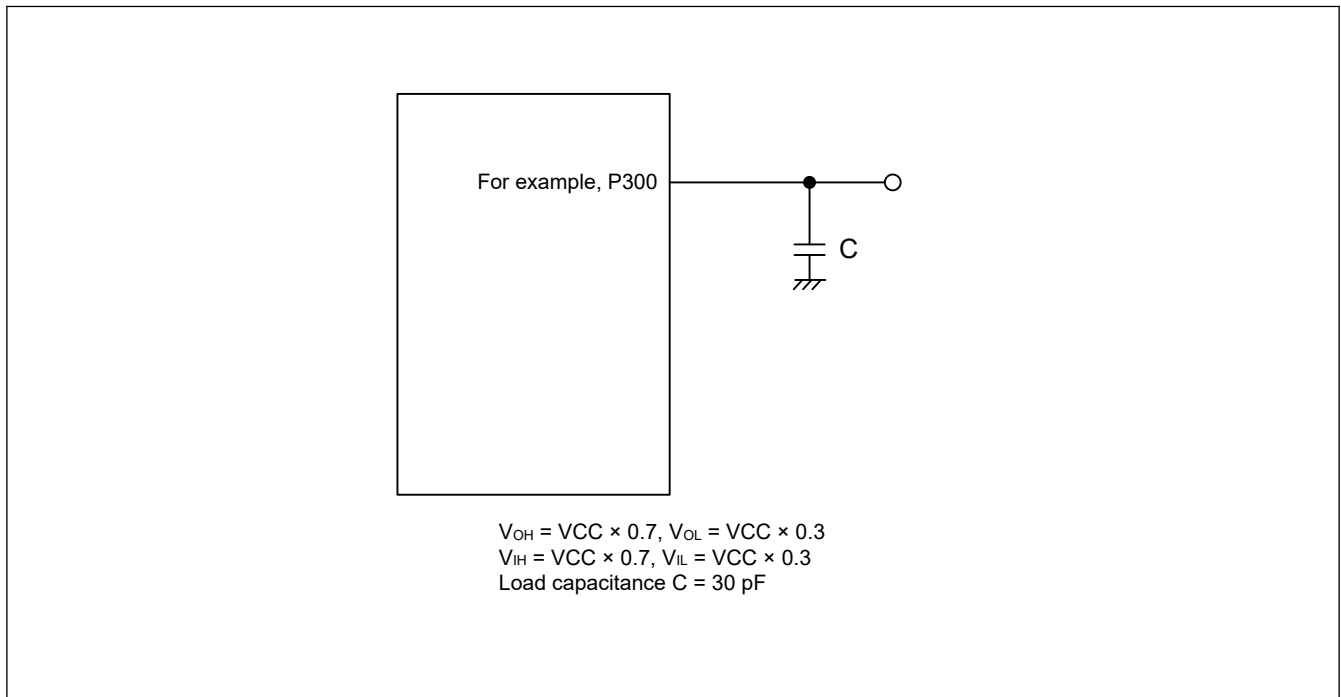 For example, P300
C
VOH = VCC × 0.7, VOL = VCC × 0.3
VIH = VCC × 0.7, VIL = VCC × 0.3
Load capacitance C = 30 pF